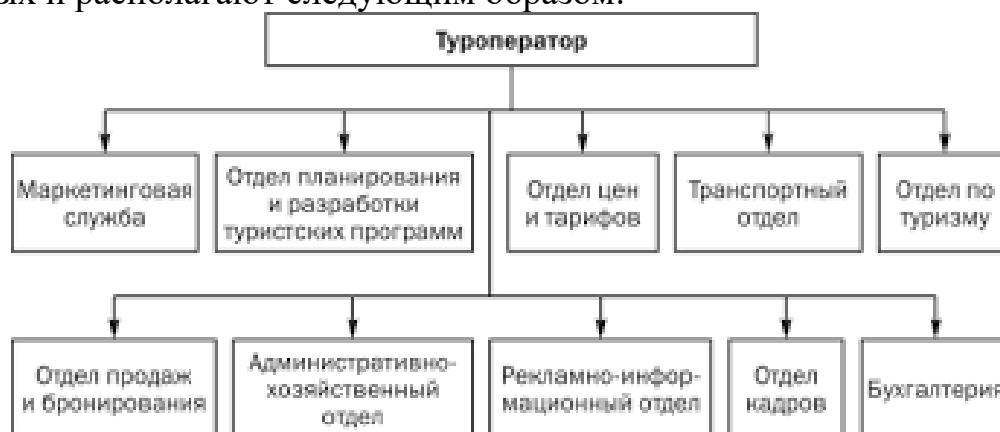 и располагают следующим образом:
Туроператор
Маркетинговая
служба
Отдел планирования
и разработки
туристских программ
Отдел цен
и тарифов
Транспортный
отдел
Отдел по
туризму
Отдел продаж
и бронирования
Административно-
хозяйственный
отдел
Рекламно-инфор-
мационный отдел
Отдел
кадров
Бухгалтерия